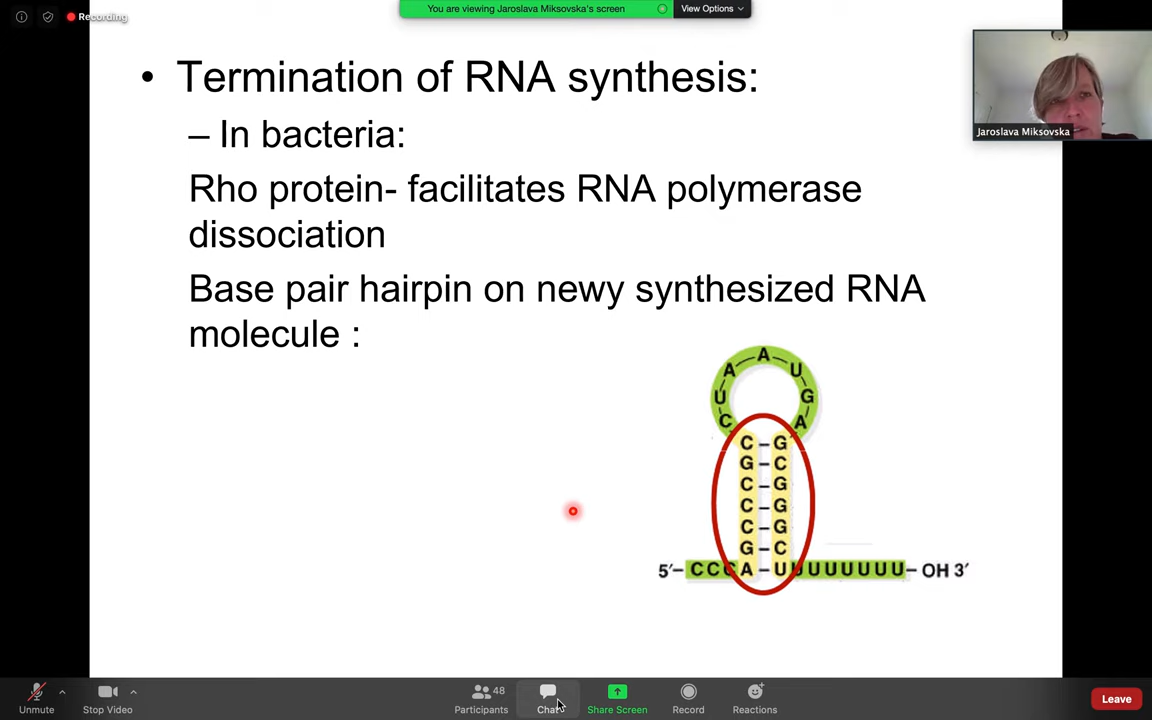 Recording
You are viewing Jaroslava Miksovska's screen
View Options
• Termination of RNA synthesis:
– In bacteria:
Rho protein- facilitates RNA polymerase
dissociation
Base pair hairpin on newy synthesized RNA
molecule :
Jaroslava Miksovska
A
A U
U G
C A
C – G
G – C
C – G
C – G
C – G
G – C
5′– CCC A – U UUUUUUU – OH 3′
Unmute
Stop Video
48
Participants
Chat
Share Screen
Record
Reactions
Leave